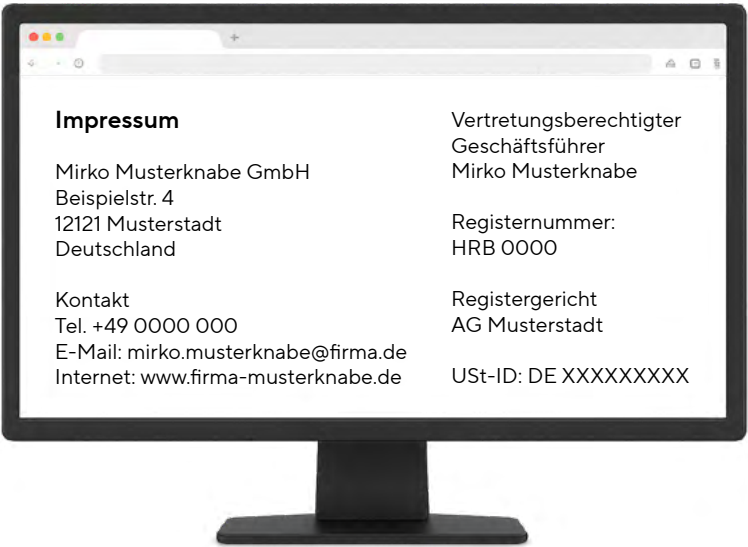 Impressum
Mirko Musterknabe GmbH
Beispielstr. 4
12121 Musterstadt
Deutschland
Kontakt
Tel. +49 0000 000
E-Mail: mirko.musterknabe@firma.de
Internet: www.firma-musterknabe.de
Vertretungsberechtigter
Geschäftsführer
Mirko Musterknabe
Registernummer:
HRB 0000
Registergericht
AG Musterstadt
USt-ID: DE XXXXXXXXX